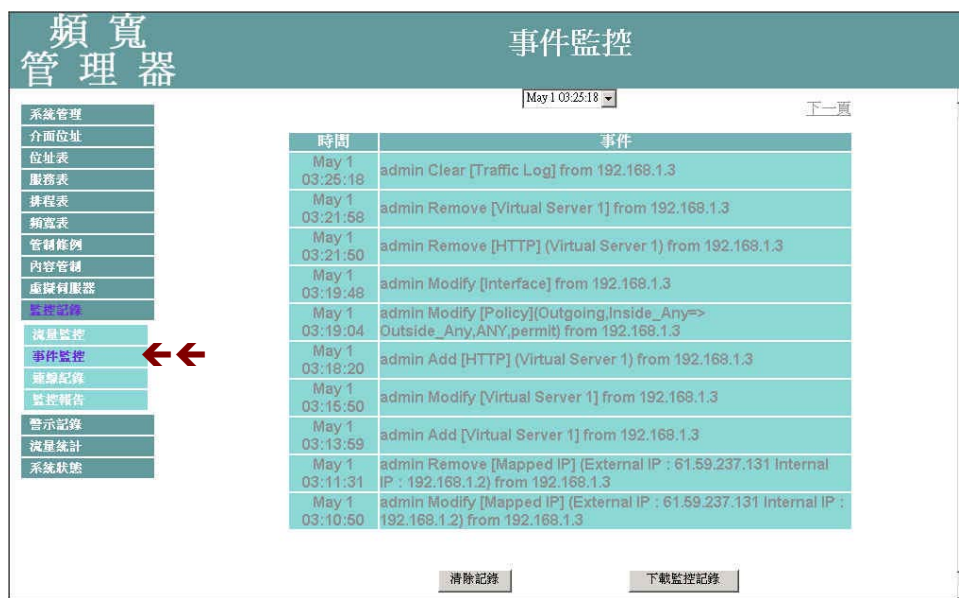 頻 寬
管 理 器
事件監控
May 1 03:25:18
下一頁
系統管理
介面位址
位址表
服務表
排程表
頻寬表
管制條例
內容管制
虛擬伺服器
監控記錄
流量監控
事件監控
連線紀錄
監控報告
警示記錄
流量統計
系統狀態
時間 事件
May 1
03:25:18
admin Clear [Traffic Log] from 192.168.1.3
May 1
03:21:58
admin Remove [Virtual Server 1] from 192.168.1.3
May 1
03:21:50
admin Remove [HTTP] (Virtual Server 1) from 192.168.1.3
May 1
03:19:48
admin Modify [Interface] from 192.168.1.3
May 1
03:19:04
admin Modify [Policy](Outgoing,Inside_Any=>
Outside_Any,ANY,permit) from 192.168.1.3
May 1
03:18:20
admin Add [HTTP] (Virtual Server 1) from 192.168.1.3
May 1
03:15:50
admin Modify [Virtual Server 1] from 192.168.1.3
May 1
03:13:59
admin Add [Virtual Server 1] from 192.168.1.3
May 1
03:11:31
admin Remove [Mapped IP] (External IP : 61.59.237.131 Internal
IP : 192.168.1.2) from 192.168.1.3
May 1
03:10:50
admin Modify [Mapped IP] (External IP : 61.59.237.131 Internal IP :
192.168.1.2) from 192.168.1.3
清除記錄
下載監控記錄